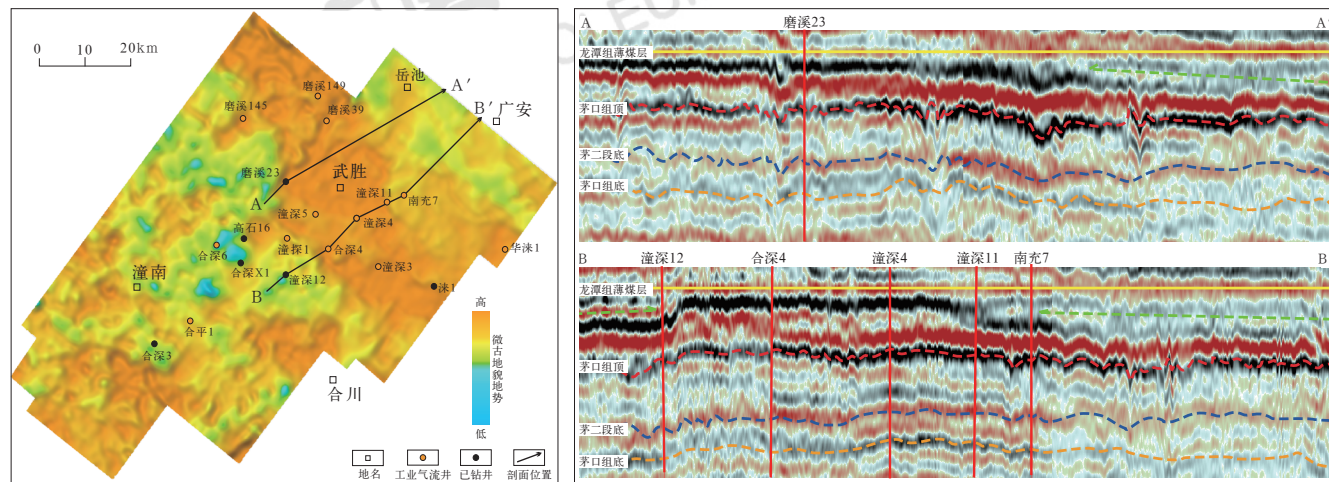 0 10 20km
岳池
A′
磨溪149
磨溪145
磨溪39
B′
广安
磨溪23
武胜
A
潼深11
南充7
潼深5
潼深4
高石16
合深6
潼探1
合深4
华涞1
潼南
合深X1
潼深12
潼深3
B
涞1
合平1
合深3
合川
高
微古地貌地势
低
地名
工业气流井
已钻井
剖面位置
磨溪23
A
A′
龙潭组薄煤层
茅口组顶
茅二段底
茅口组底
B
潼深12
合深4
潼深4
潼深11
南充7
B′
龙潭组薄煤层
茅口组顶
茅二段底
茅口组底